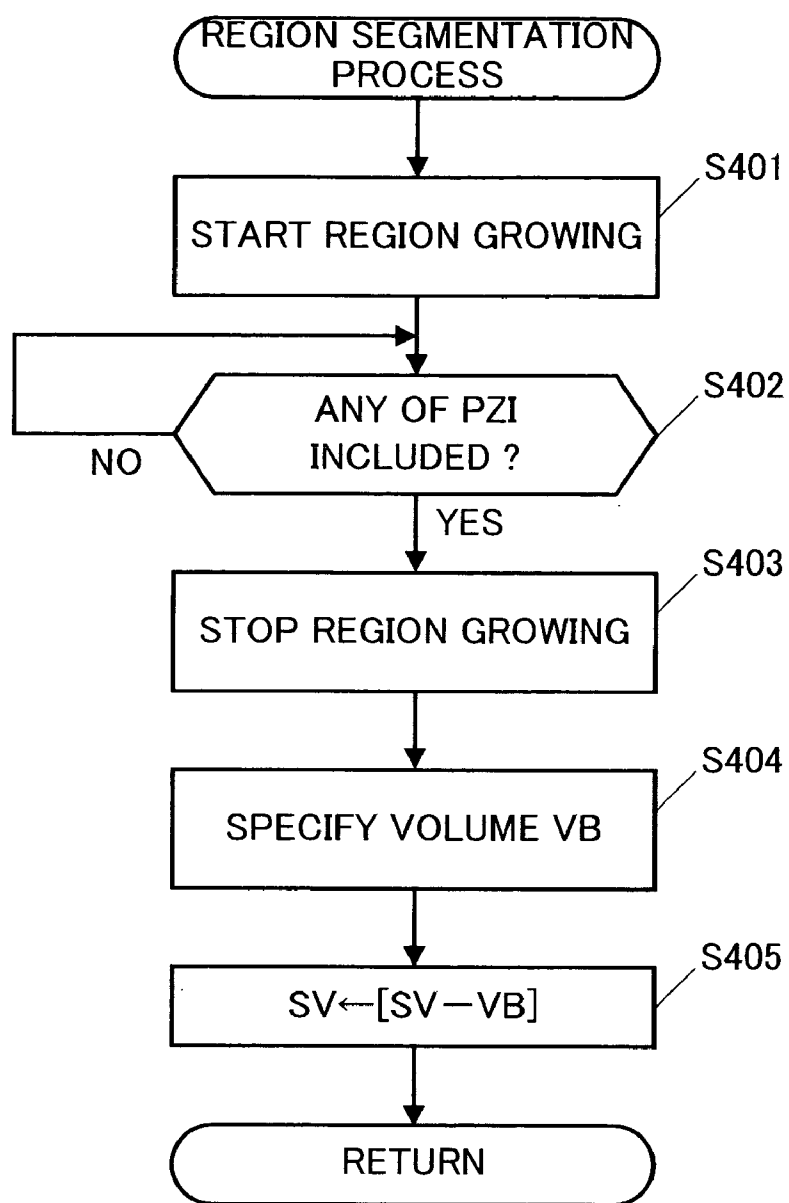 REGION SEGMENTATION
PROCESS
S401
START REGION GROWING
S402
ANY OF PZI
INCLUDED ?
NO
YES
S403
STOP REGION GROWING
S404
SPECIFY VOLUME VB
S405
SV←[SV−VB]
RETURN